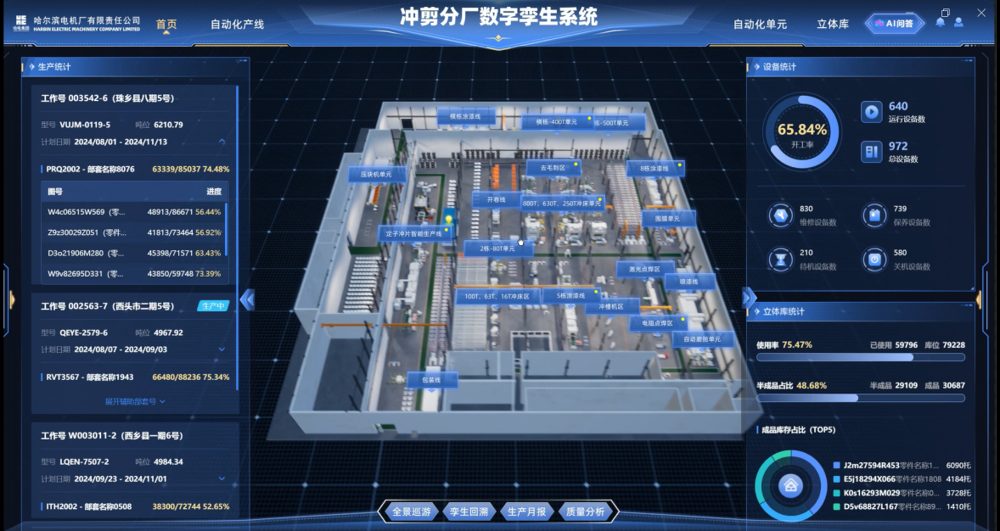 哈尔滨电机厂有限责任公司
HARBIN ELECTRIC MACHINERY COMPANY LIMITED
首页
自动化产线
冲剪分厂数字孪生系统
自动化单元
立体库
AI问答
生产统计
工作号 003542-6（珠乡县八期5号）
型号 VUJM-0119-5 吨位 6210.79
计划日期 2024/08/01 - 2024/11/13
PRQ2002 - 部套名称8076 63339/85037 74.48%
图号 进度
W4c06515W569（零... 48913/86671 56.44%
Z9z30029Z051（零件... 41813/73464 56.92%
D3o21906M280（零... 45398/71571 63.43%
W9v82695D331（零... 43850/59748 73.39%
工作号 002563-7（西头市二期5号） 生产中
型号 QEYE-2579-6 吨位 4967.92
计划日期 2024/08/07 - 2024/09/03
RVT3567 - 部套名称1943 66480/88236 75.34%
展开辅助部套号
工作号 W003011-2（西乡县一期6号）
型号 LQEN-7507-2 吨位 4984.34
计划日期 2024/09/23 - 2024/11/01
ITH2002 - 部套名称0508 38300/72744 52.65%
横栋涂漆线
横栋-400T单元
栋-500T单元
去毛刺区
8栋涂漆线
压块机单元
开卷线
800T、630T、250T冲床单元
围膜单元
定子冲片智能生产线
2栋-80T单元
激光点焊区
喷漆线
100T、63T、16T冲床区
5栋涂漆线
冲槽机区
电阻点焊区
自动磨抛单元
包装线
全景巡游
孪生回溯
生产月报
质量分析
设备统计
65.84%
开工率
640
运行设备数
972
总设备数
830
维修设备数
739
保养设备数
210
待机设备数
580
关机设备数
立体库统计
使用率 75.47% 已使用 59796 库位 79228
半成品占比 48.68% 半成品 29109 成品 30687
成品库存占比（TOP5）
J2m27594R453零件名称1... 6090托
E5j18294X066零件名称1808 4184托
K0s16293M029零件名称0... 3728托
D5v68827L167零件名称89... 1410托